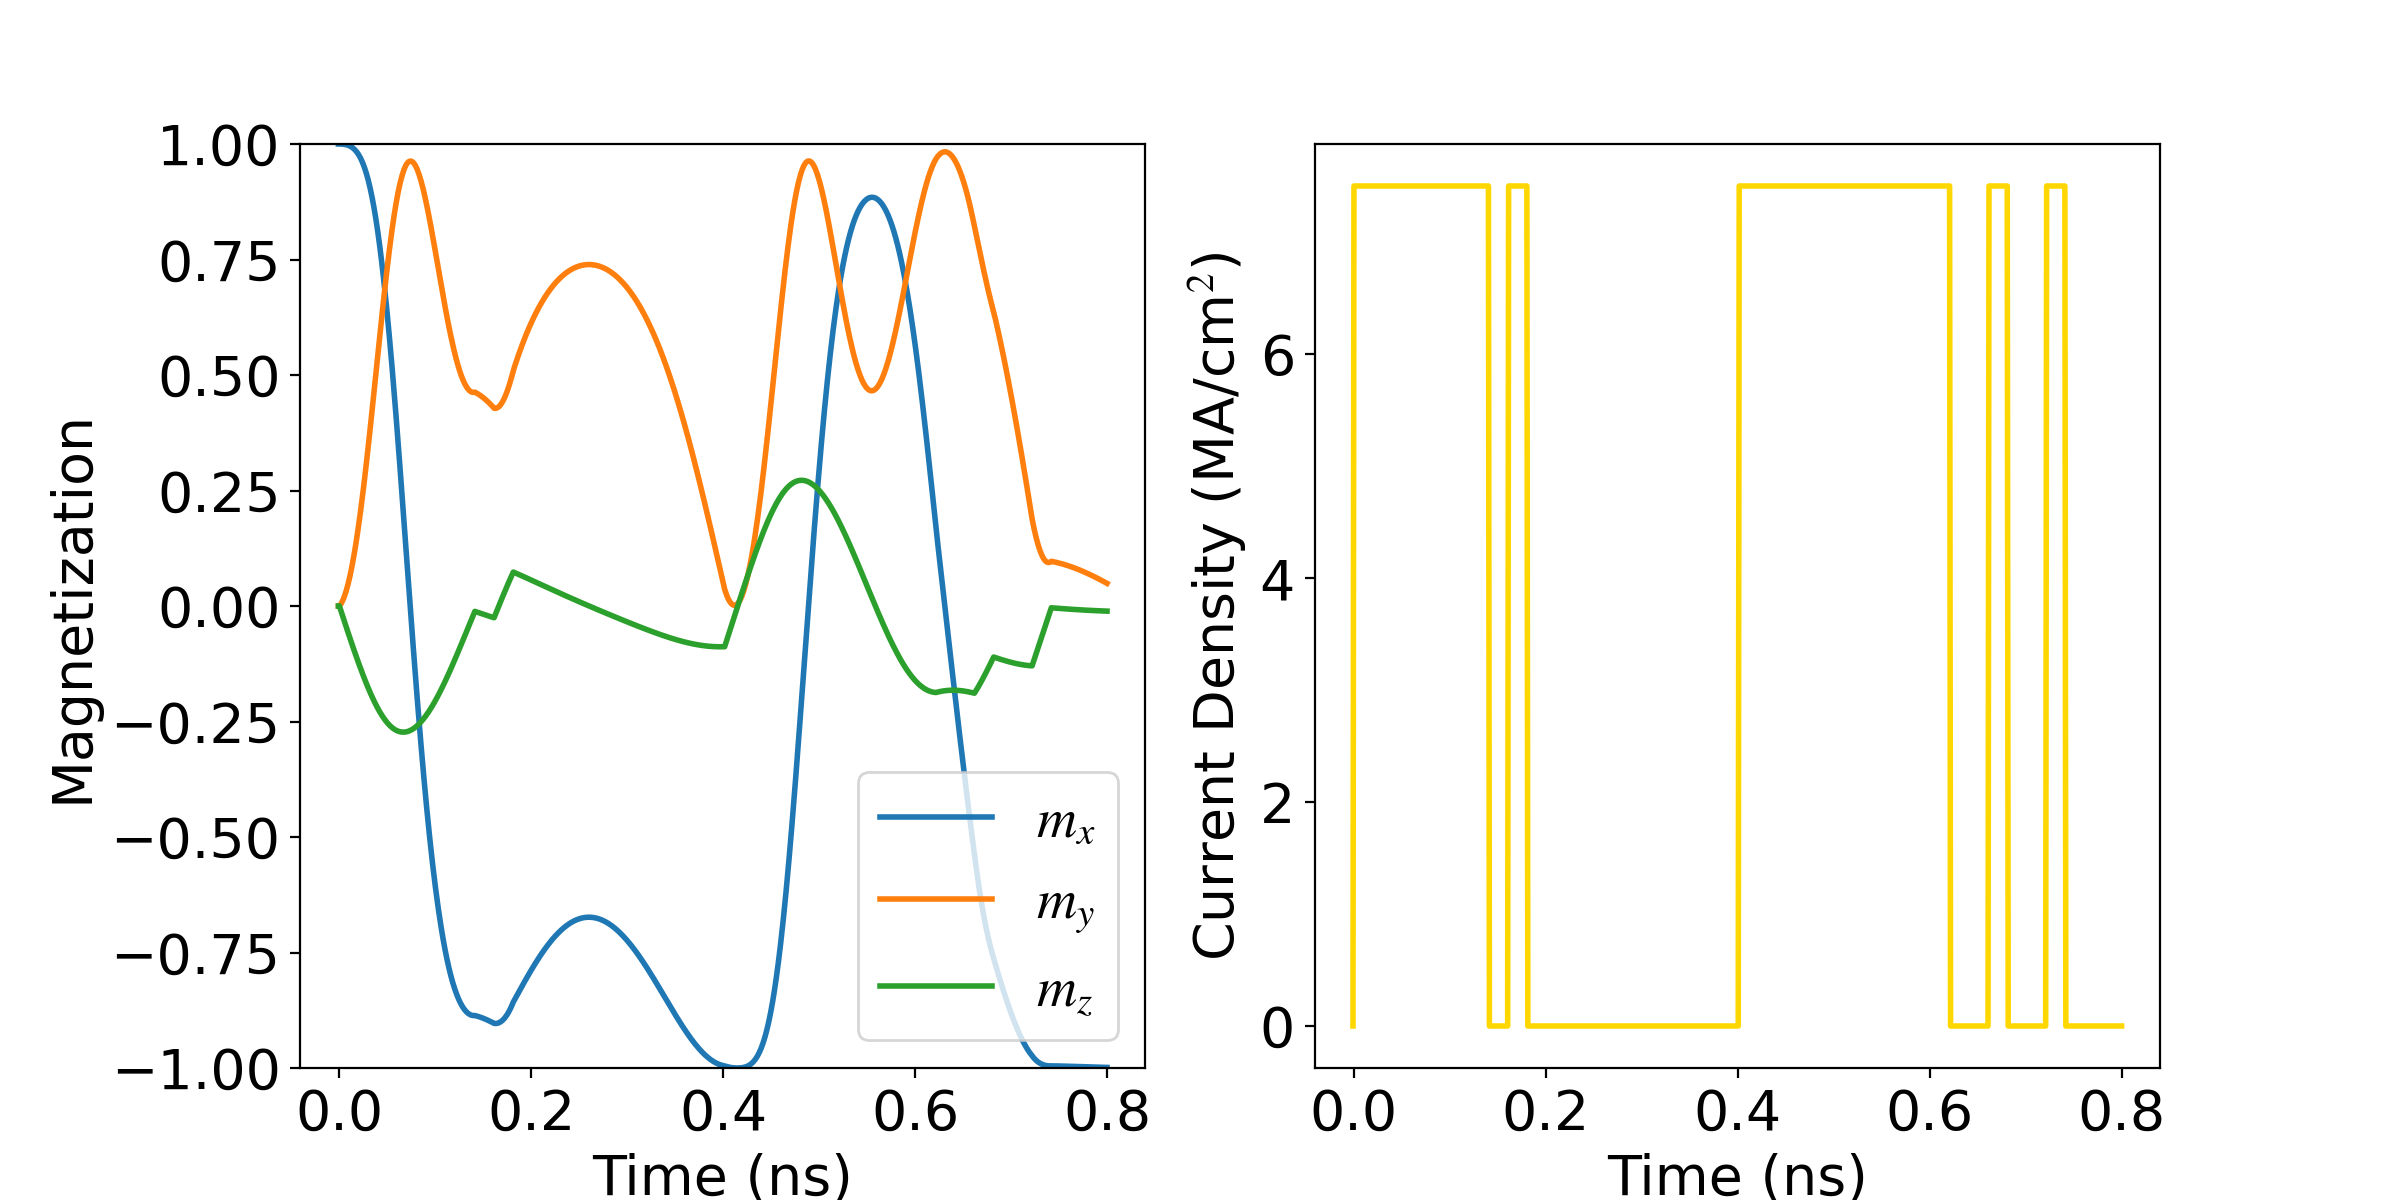 Magnetization
1.00
0.75
0.50
0.25
0.00
−0.25
−0.50
−0.75
−1.00
0.0 0.2 0.4 0.6 0.8
Time (ns)
m_x
m_y
m_z
Current Density (MA/cm²)
6
4
2
0
0.0 0.2 0.4 0.6 0.8
Time (ns)